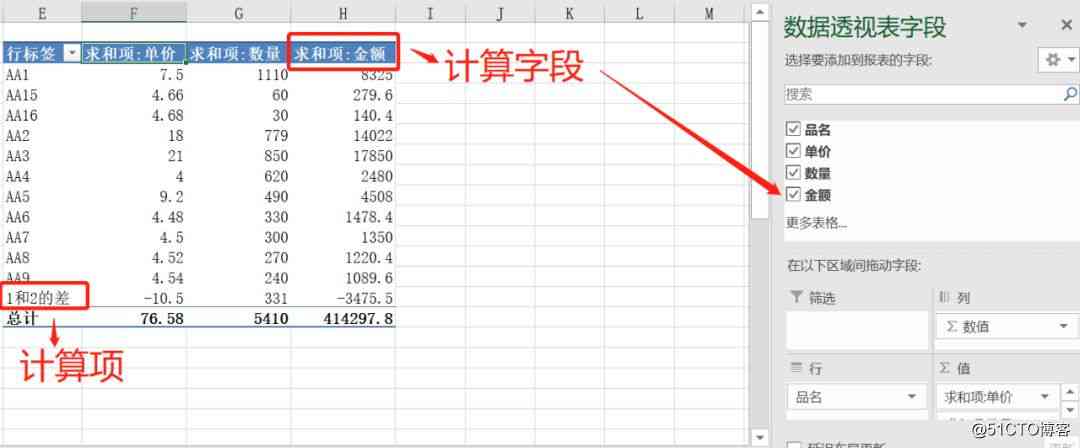 E F G H I J K L M
行标签 求和项:单价 求和项:数量 求和项:金额
AA1 7.5 1110 8325
AA15 4.66 60 279.6
AA16 4.68 30 140.4
AA2 18 779 14022
AA3 21 850 17850
AA4 4 620 2480
AA5 9.2 490 4508
AA6 4.48 330 1478.4
AA7 4.5 300 1350
AA8 4.52 270 1220.4
AA9 4.54 240 1089.6
1和2的差 -10.5 331 -3475.5
总计 76.58 5410 414297.8
计算字段
计算项
数据透视表字段
选择要添加到报表的字段:
搜索
品名
单价
数量
金额
更多表格...
在以下区域间拖动字段:
筛选 列
Σ 数值
行 Σ 值
品名 求和项:单价
@51CTO博客